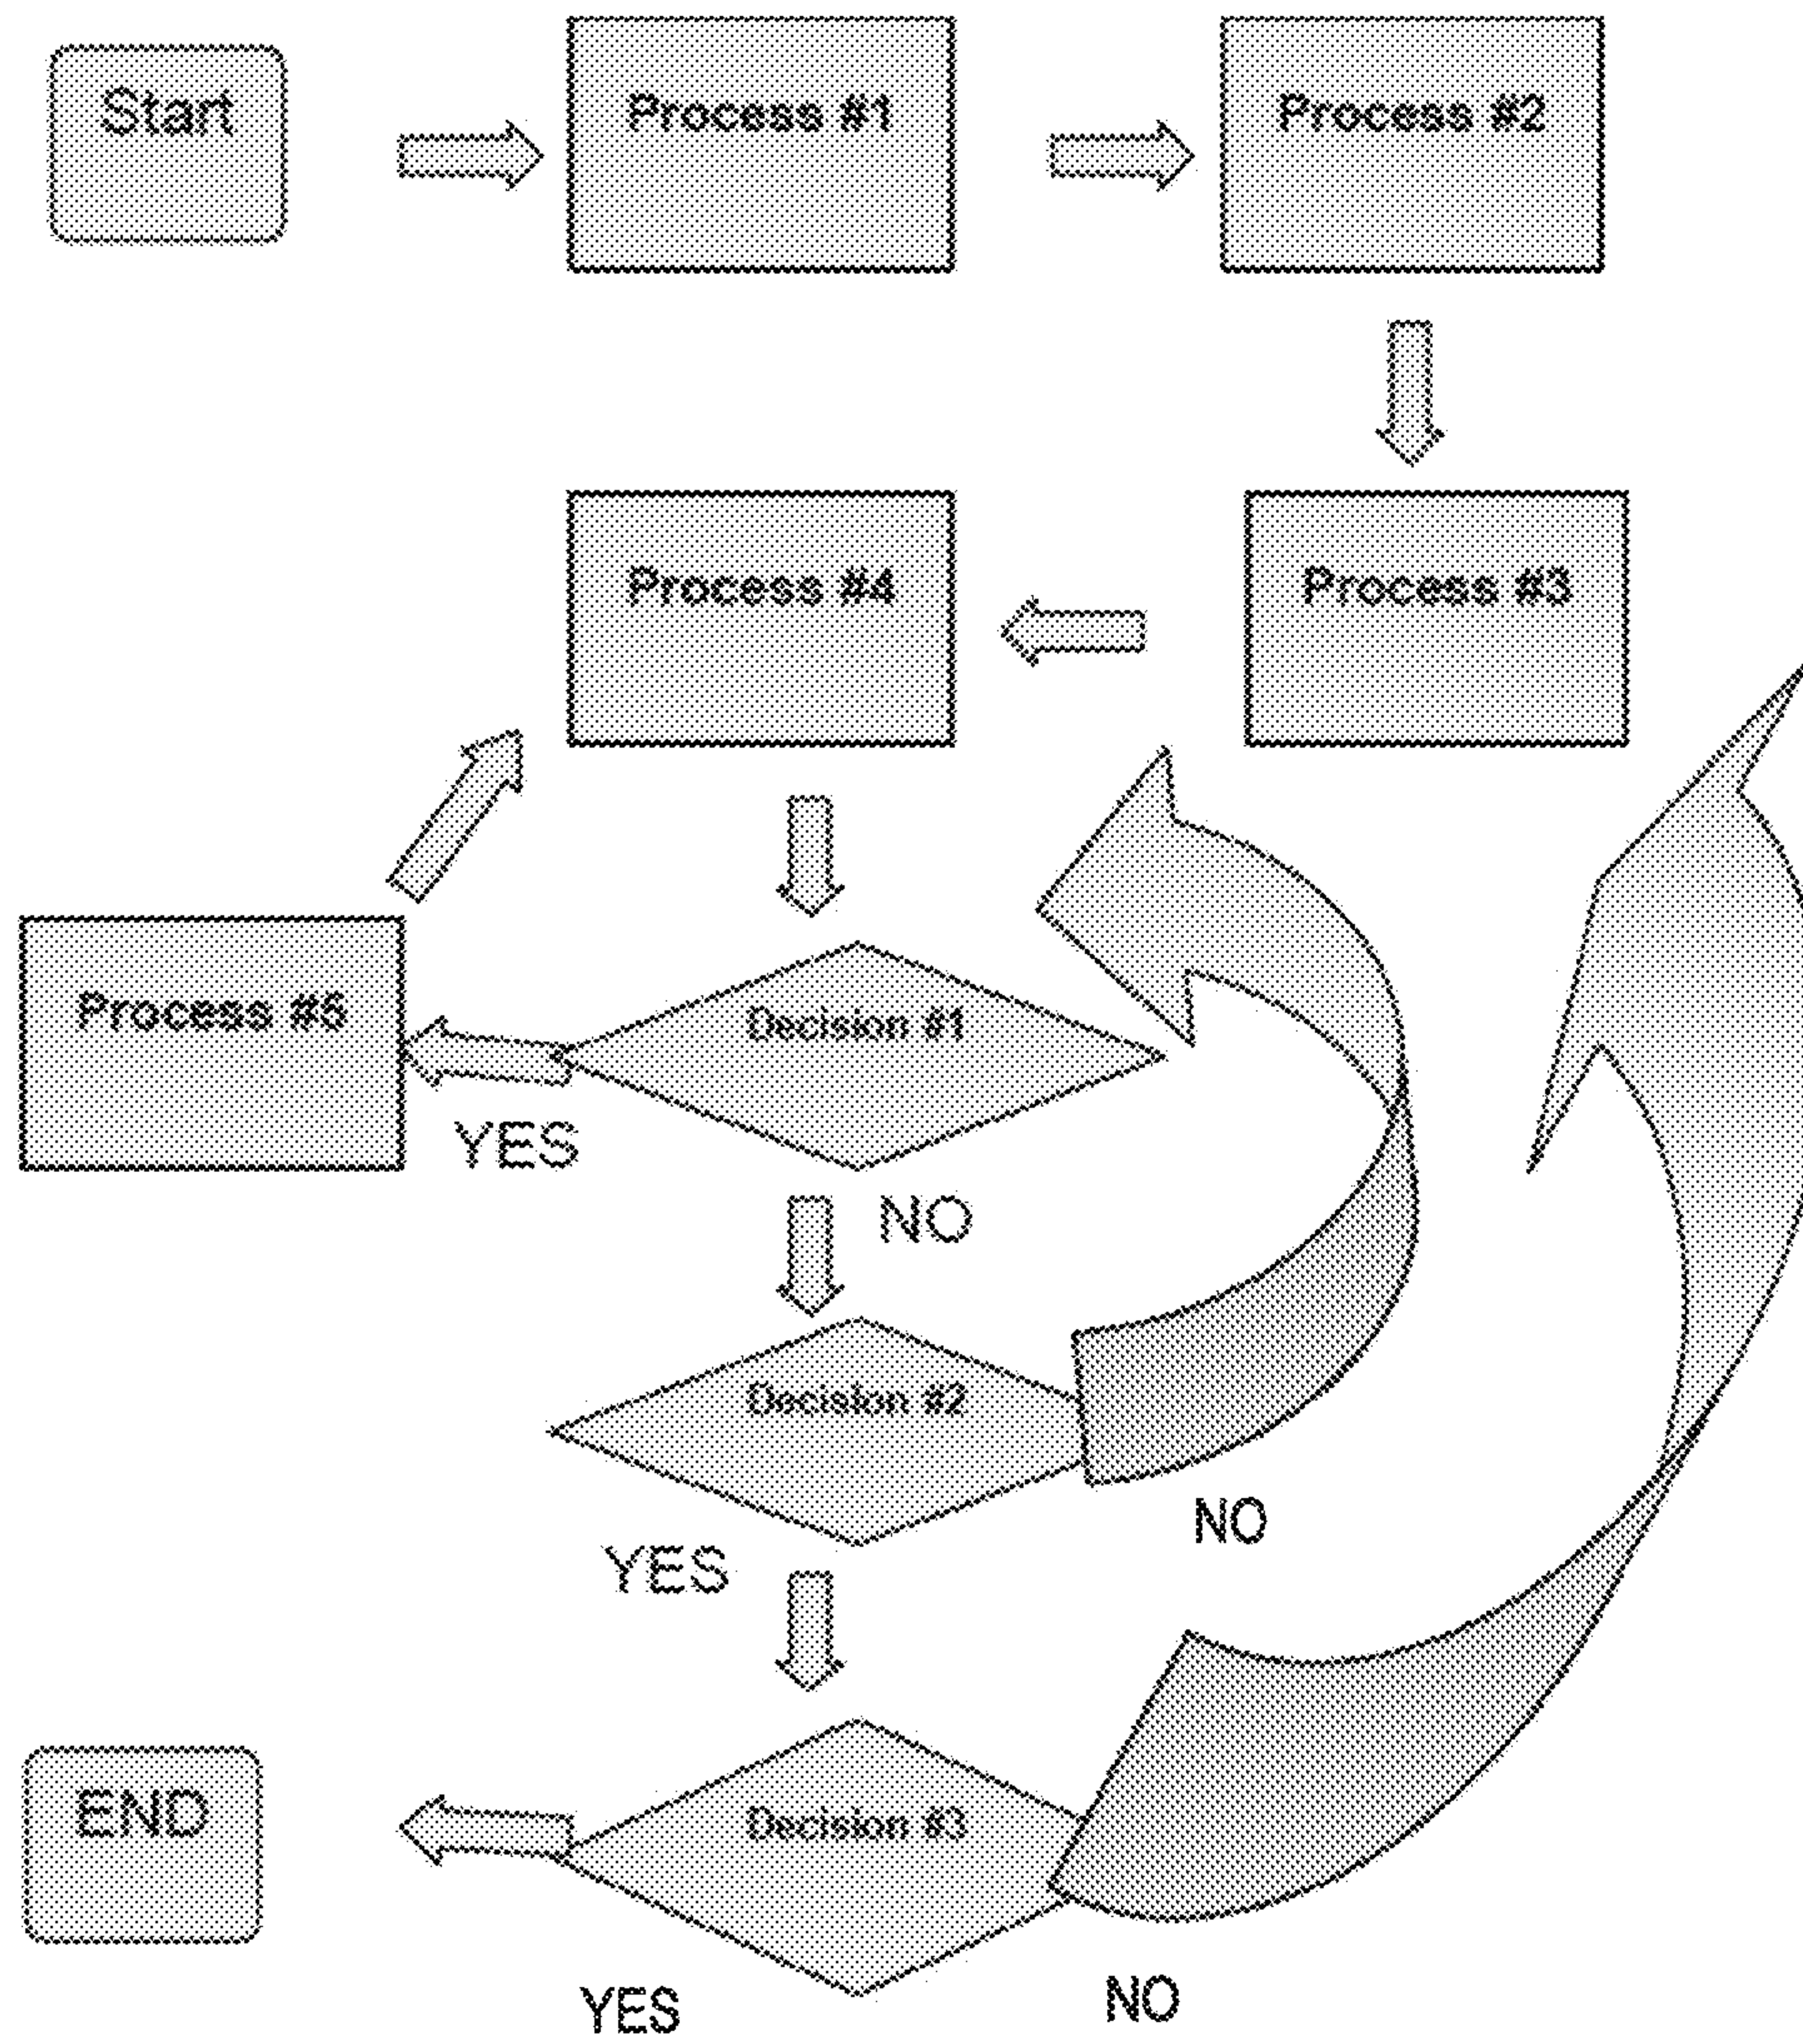 Start
Process #1
Process #2
Process #4
Process #3
Process #5
Decision #1
YES
NO
Decision #2
NO
YES
END
Decision #3
YES
NO